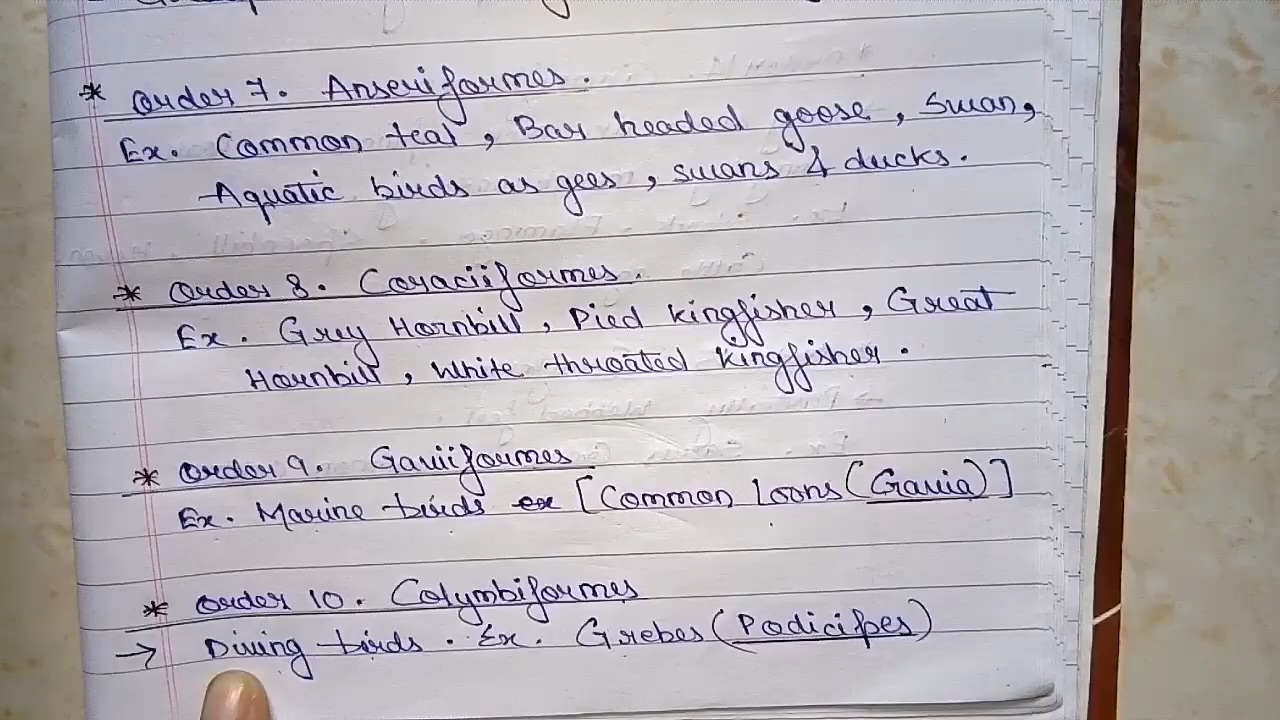 * Order 7. Anseriformes.
Ex. Common teal, Bar headed goose, Swan,
Aquatic birds as gees, swans & ducks.
* Order 8. Coraciiformes.
Ex. Grey Hornbill, Pied kingfisher, Great
Hornbill, White throated kingfisher.
* Order 9. Gaviiformes
Ex. Marine birds ex [Common Loons (Gavia)]
* Order 10. Colymbiformes
→ Diving birds. Ex. Grebes (Podicipes)